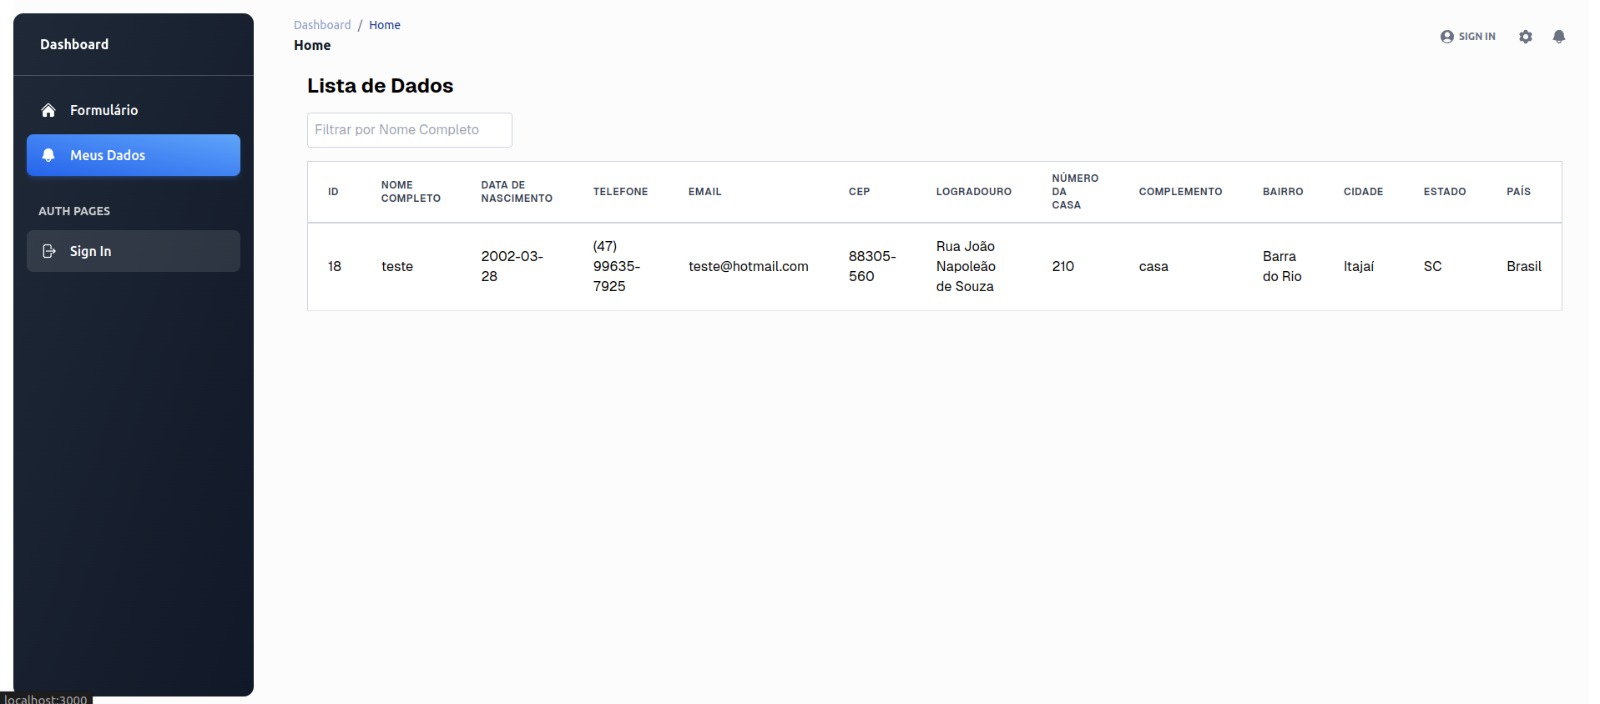 Dashboard
Formulário
Meus Dados
AUTH PAGES
Sign In
Dashboard / Home
Home
SIGN IN
Lista de Dados
Filtrar por Nome Completo
ID
NOME
COMPLETO
DATA DE
NASCIMENTO
TELEFONE
EMAIL
CEP
LOGRADOURO
NÚMERO
DA
CASA
COMPLEMENTO
BAIRRO
CIDADE
ESTADO
PAÍS
18
teste
2002-03-
28
(47)
99635-
7925
teste@hotmail.com
88305-
560
Rua João
Napoleão
de Souza
210
casa
Barra
do Rio
Itajaí
SC
Brasil
localhost:3000